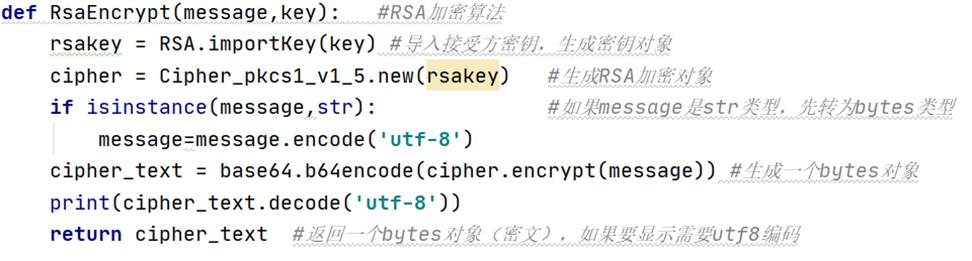 def RsaEncrypt(message,key):   #RSA加密算法
    rsakey = RSA.importKey(key) #导入接受方密钥，生成密钥对象
    cipher = Cipher_pkcs1_v1_5.new(rsakey)   #生成RSA加密对象
    if isinstance(message,str):              #如果message是str类型，先转为bytes类型
        message=message.encode('utf-8')
    cipher_text = base64.b64encode(cipher.encrypt(message)) #生成一个bytes对象
    print(cipher_text.decode('utf-8'))
    return cipher_text  #返回一个bytes对象（密文），如果要显示需要utf8编码